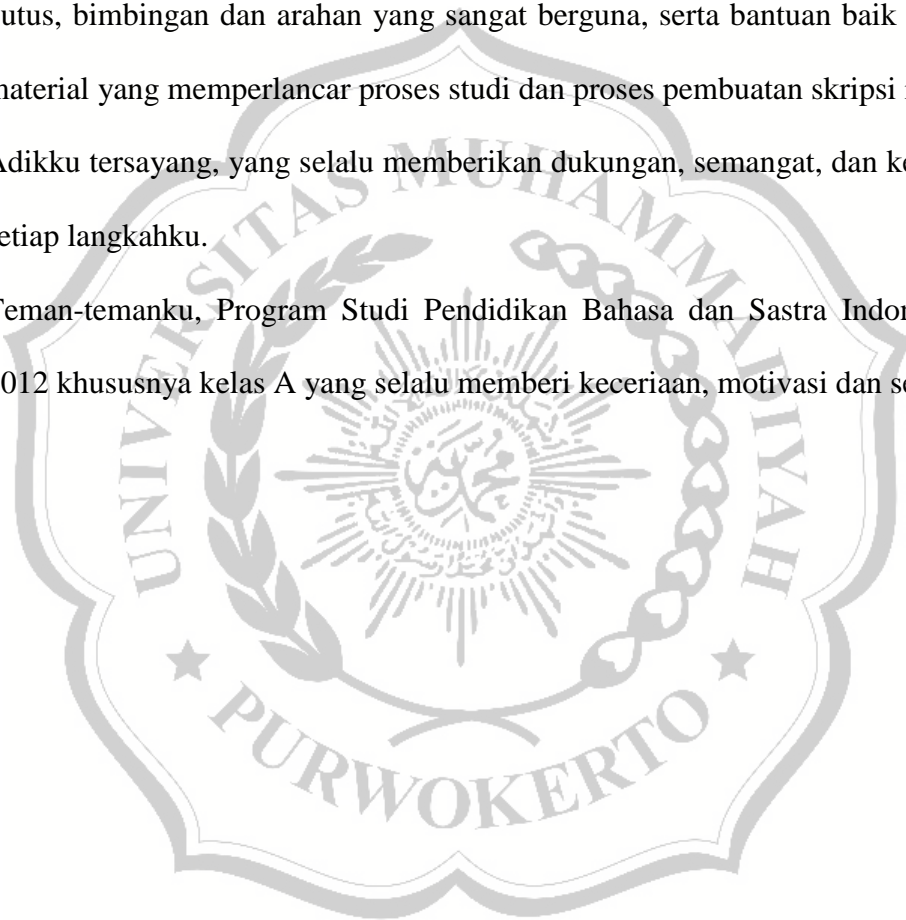 utus, bimbingan dan arahan yang sangat berguna, serta bantuan baik
material yang memperlancar proses studi dan proses pembuatan skripsi
Adikku tersayang, yang selalu memberikan dukungan, semangat, dan ke
etiap langkahku.
Teman-temanku, Program Studi Pendidikan Bahasa dan Sastra Indon
2012 khususnya kelas A yang selalu memberi keceriaan, motivasi dan se
UNIVERSITAS MUHAMMADIYAH
PURWOKERTO
محمد